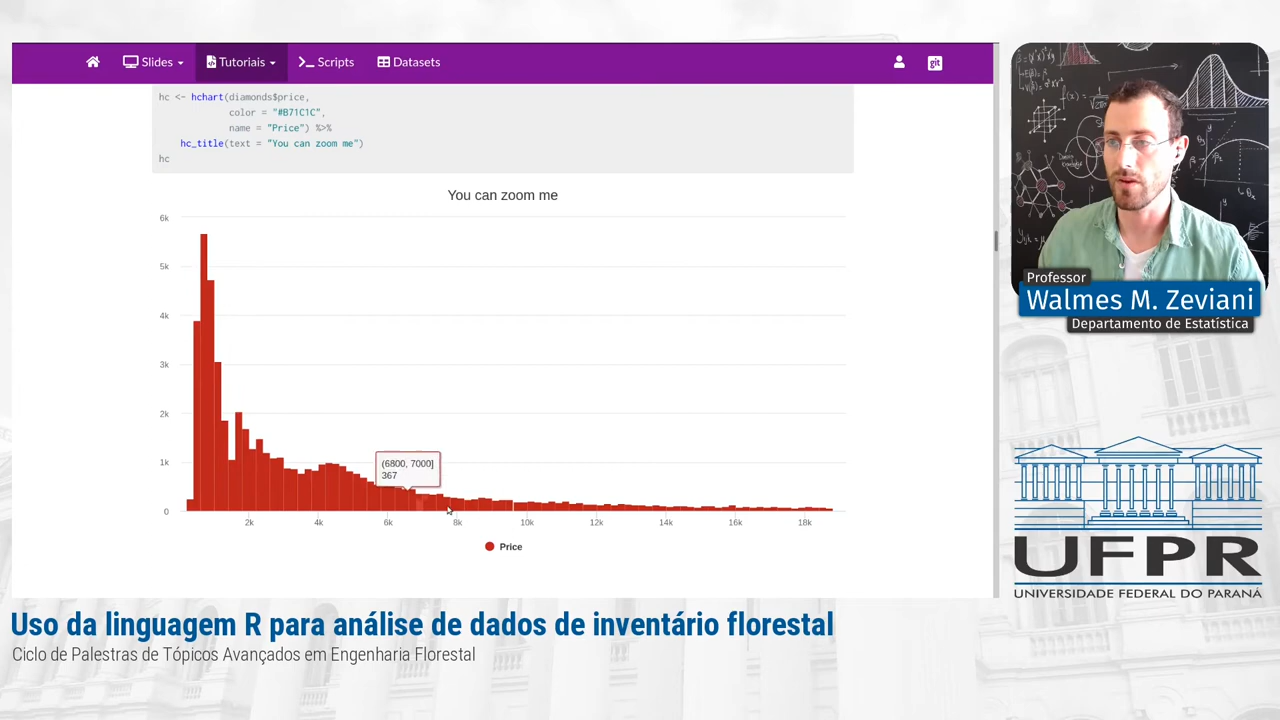 Slides
Tutoriais
Scripts
Datasets
git
hc <- hchart(diamonds$price,
color = "#B71C1C",
name = "Price") %>%
hc_title(text = "You can zoom me")
hc
You can zoom me
6k
5k
4k
3k
2k
1k
0
(6800, 7000]
367
2k
4k
6k
8k
10k
12k
14k
16k
18k
Price
Professor
Walmes M. Zeviani
Departamento de Estatística
UFPR
UNIVERSIDADE FEDERAL DO PARANÁ
Uso da linguagem R para análise de dados de inventário florestal
Ciclo de Palestras de Tópicos Avançados em Engenharia Florestal